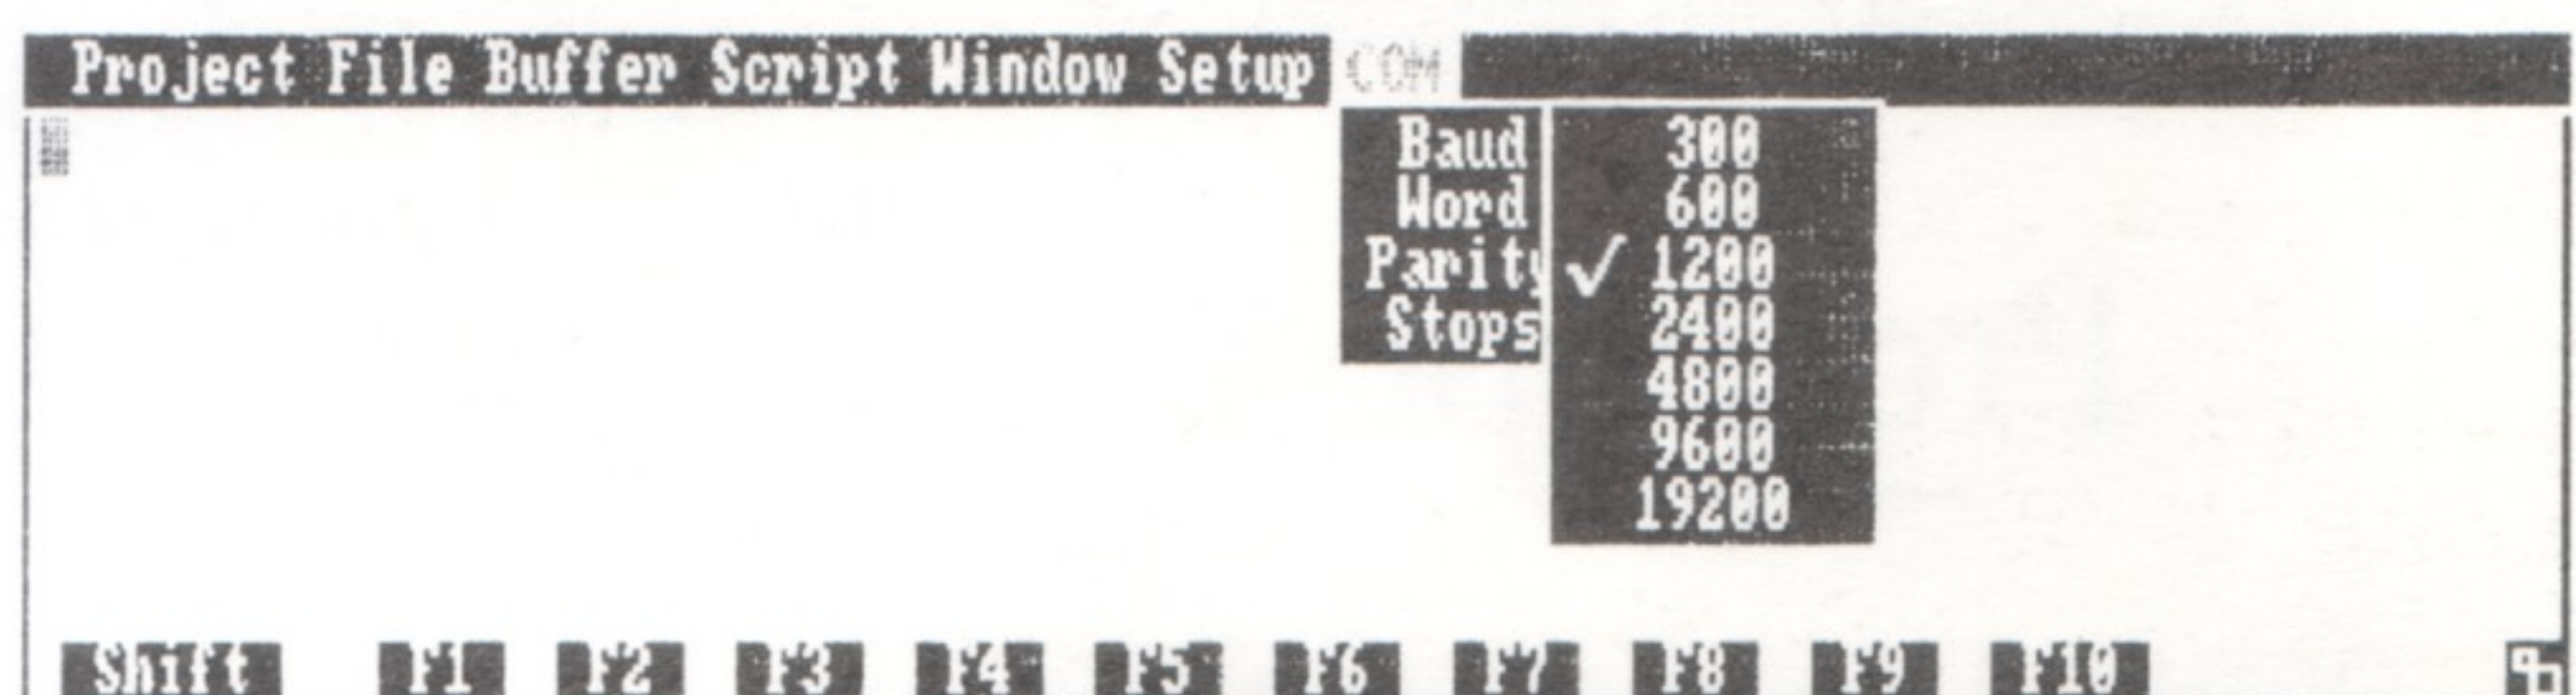 Project File Buffer Script Window Setup COM
Baud
Word
Parity
Stops
300
600
√ 1200
2400
4800
9600
19200
Shift F1 F2 F3 F4 F5 F6 F7 F8 F9 F10